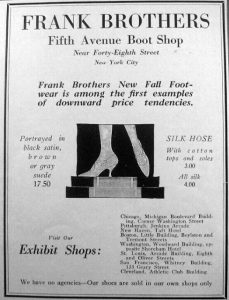 FRANK BROTHERS
Fifth Avenue Boot Shop
Near Forty-Eighth Street
New York City
Frank Brothers New Fall Foot-
wear is among the first examples
of downward price tendencies.
Portrayed in
black satin,
brown
or gray
suede
17.50
SILK HOSE
With cotton
tops and soles
3.00
All silk
4.00
Visit Our
Exhibit Shops:
Chicago, Michigan Boulevard Build-
ing, Corner Washington Street
Pittsburgh, Jenkins Arcade
New Haven, Taft Hotel
Boston, Little Building, Boylston and
Tremont Streets
Washington, Woodward Building, op-
posite Shoreham Hotel
St. Louis, Arcade Building, Eighth
and Olive Streets
San Francisco, Whitney Building,
133 Geary Street
Cleveland, Athletic Club Building
We have no agencies—Our shoes are sold in our own shops only